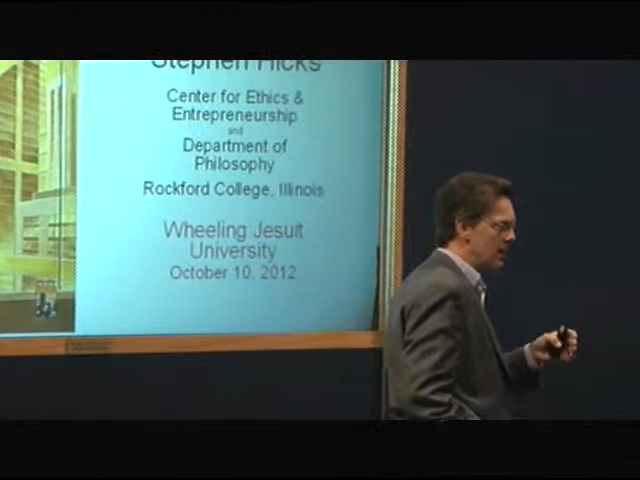 Stephen Hicks
Center for Ethics &
Entrepreneurship
and
Department of
Philosophy
Rockford College, Illinois
Wheeling Jesuit
University
October 10, 2012